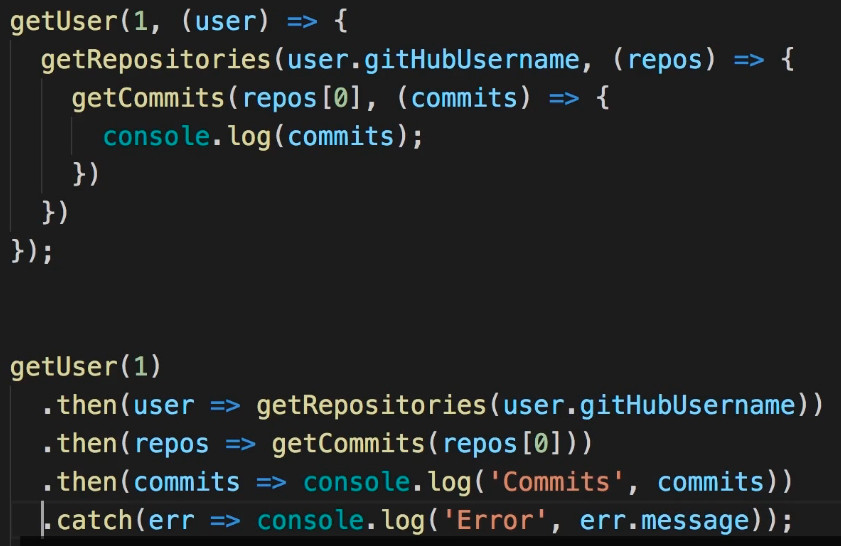 getUser(1, (user) => {
  getRepositories(user.gitHubUsername, (repos) => {
    getCommits(repos[0], (commits) => {
      console.log(commits);
    })
  })
});
getUser(1)
  .then(user => getRepositories(user.gitHubUsername))
  .then(repos => getCommits(repos[0]))
  .then(commits => console.log('Commits', commits))
  .catch(err => console.log('Error', err.message));